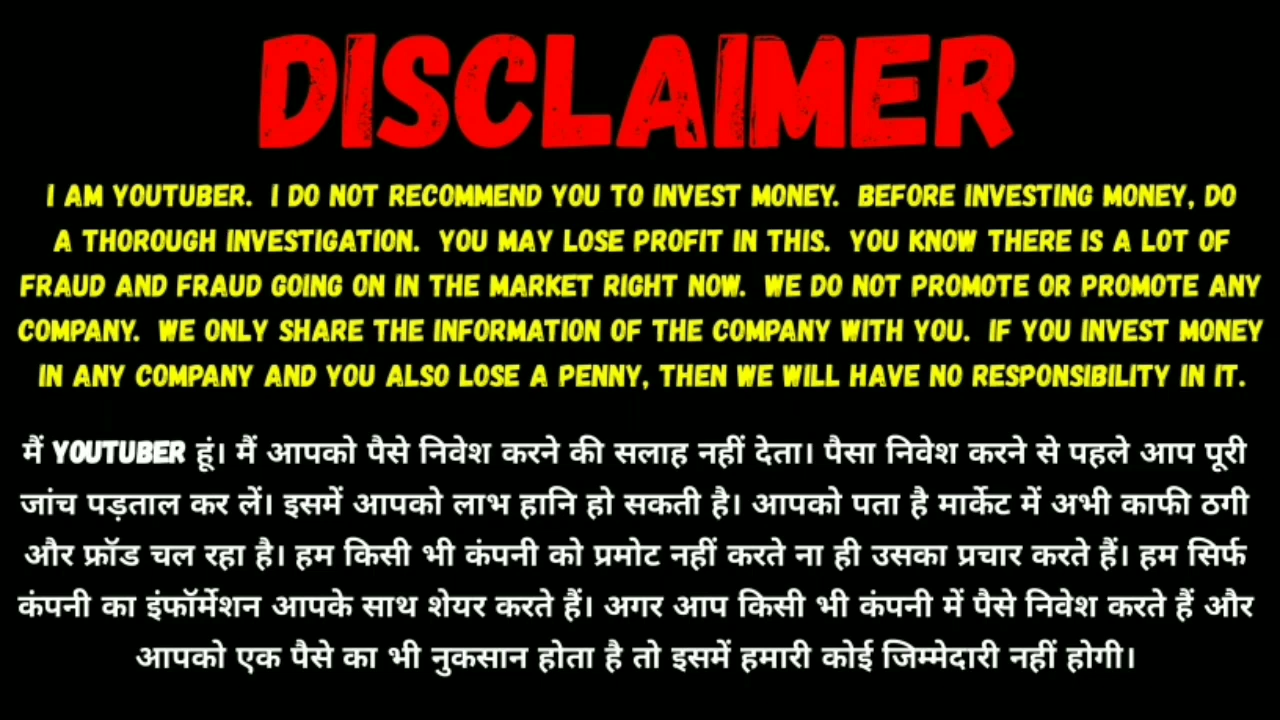 DISCLAIMER
I AM YOUTUBER. I DO NOT RECOMMEND YOU TO INVEST MONEY. BEFORE INVESTING MONEY, DO
A THOROUGH INVESTIGATION. YOU MAY LOSE PROFIT IN THIS. YOU KNOW THERE IS A LOT OF
FRAUD AND FRAUD GOING ON IN THE MARKET RIGHT NOW. WE DO NOT PROMOTE OR PROMOTE ANY
COMPANY. WE ONLY SHARE THE INFORMATION OF THE COMPANY WITH YOU. IF YOU INVEST MONEY
IN ANY COMPANY AND YOU ALSO LOSE A PENNY, THEN WE WILL HAVE NO RESPONSIBILITY IN IT.
मैं YOUTUBER हूं। मैं आपको पैसे निवेश करने की सलाह नहीं देता। पैसा निवेश करने से पहले आप पूरी
जांच पड़ताल कर लें। इसमें आपको लाभ हानि हो सकती है। आपको पता है मार्केट में अभी काफी ठगी
और फ्रॉड चल रहा है। हम किसी भी कंपनी को प्रमोट नहीं करते ना ही उसका प्रचार करते हैं। हम सिर्फ
कंपनी का इंफॉर्मेशन आपके साथ शेयर करते हैं। अगर आप किसी भी कंपनी में पैसे निवेश करते हैं और
आपको एक पैसे का भी नुकसान होता है तो इसमें हमारी कोई जिम्मेदारी नहीं होगी।